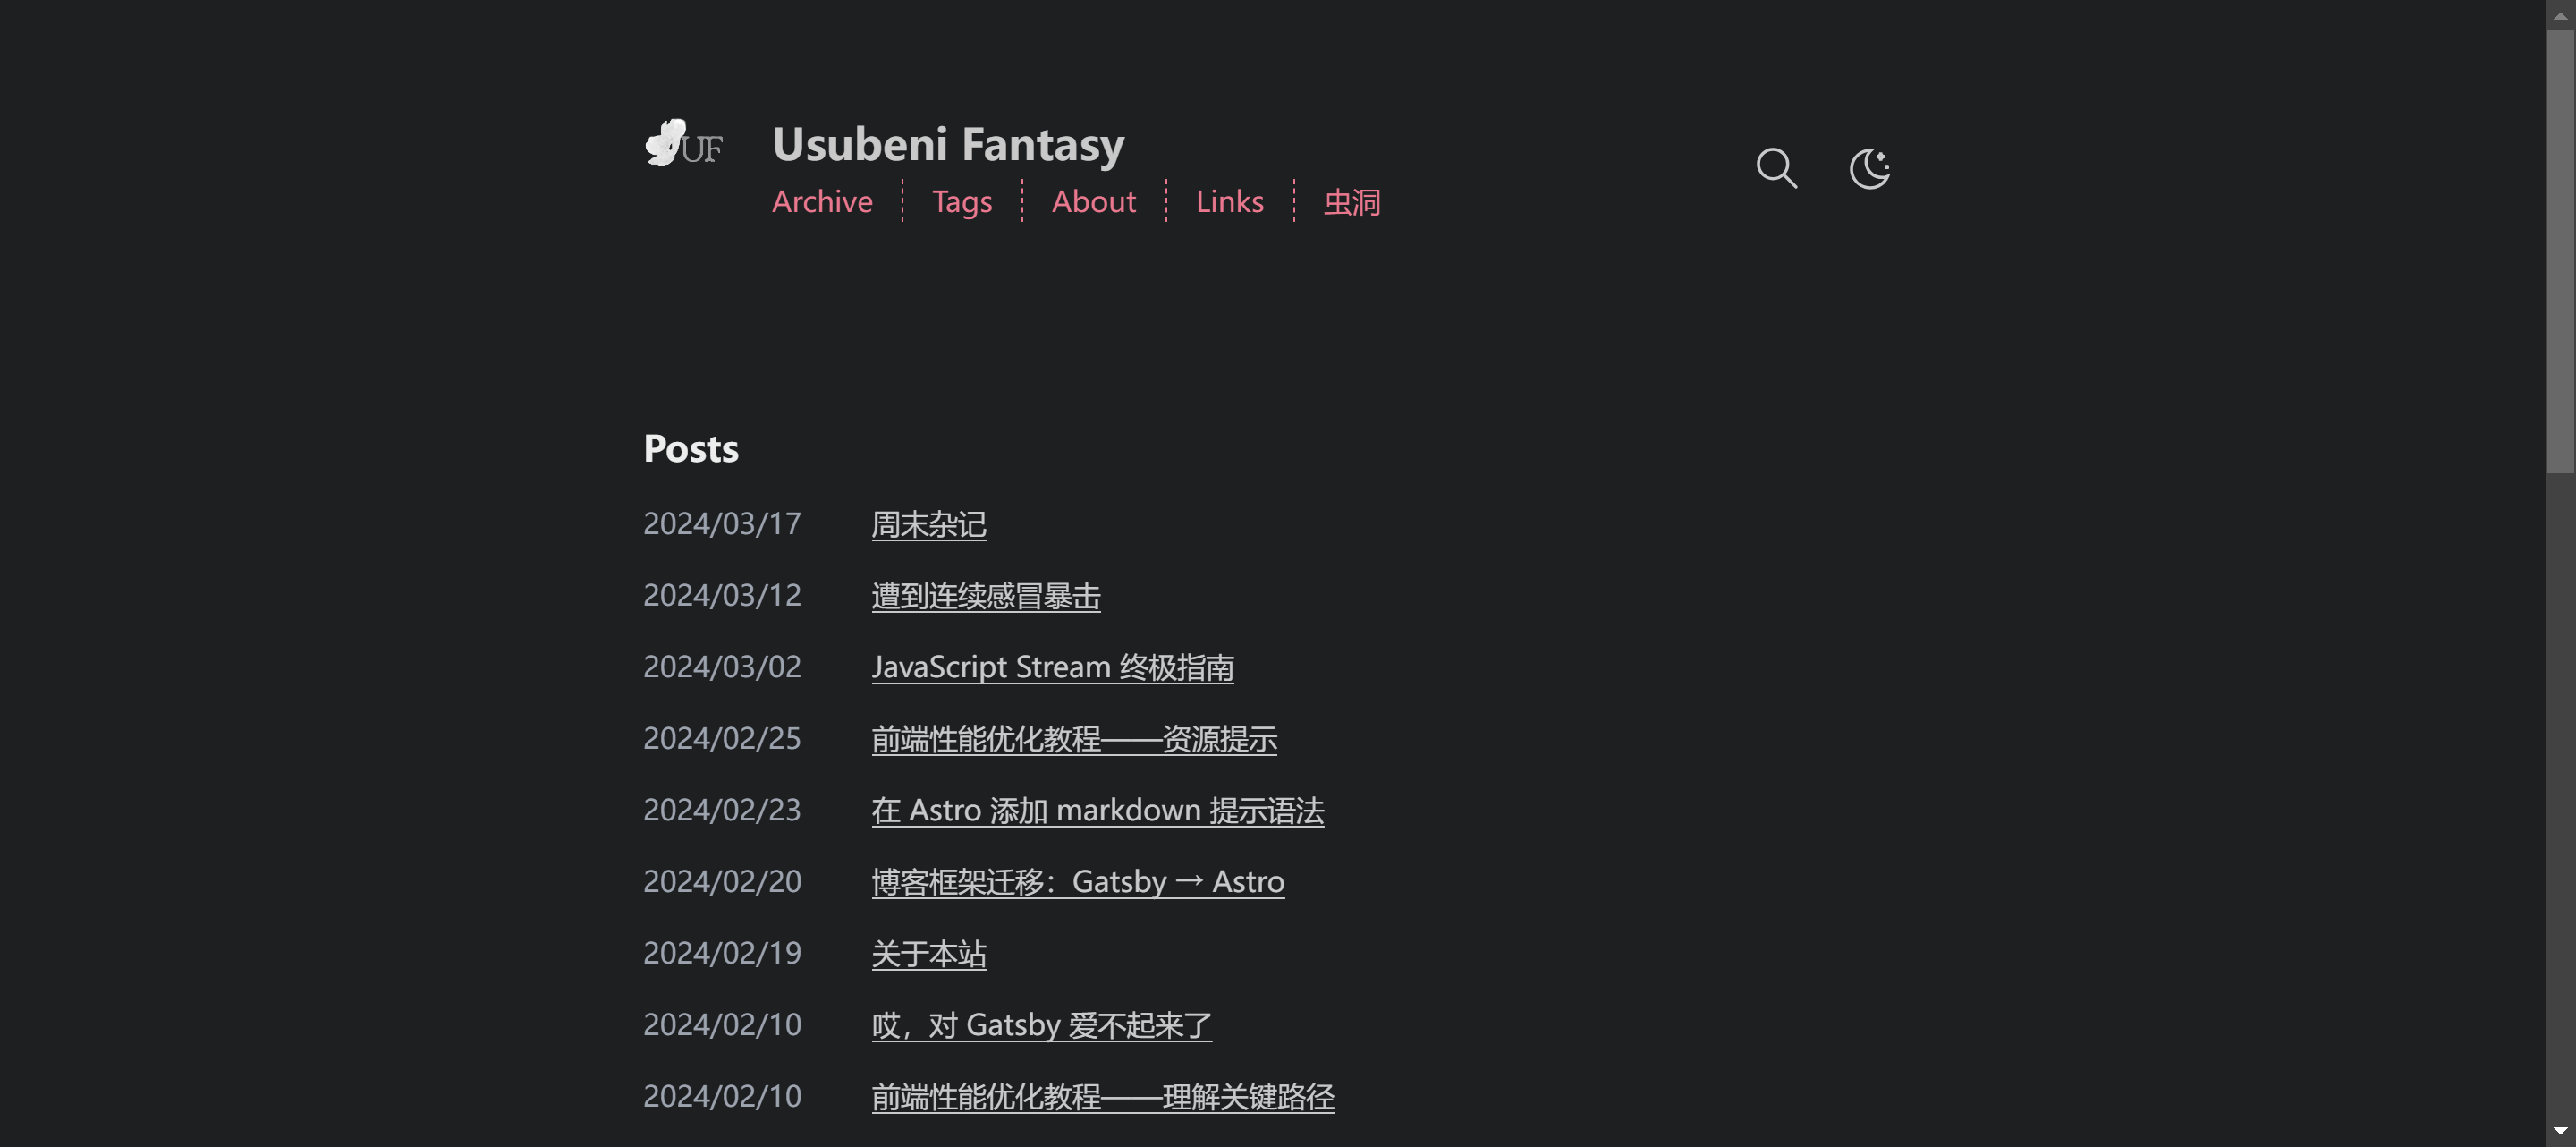 UF
Usubeni Fantasy
Archive Tags About Links 虫洞
Posts
2024/03/17 周末杂记
2024/03/12 遭到连续感冒暴击
2024/03/02 JavaScript Stream 终极指南
2024/02/25 前端性能优化教程——资源提示
2024/02/23 在 Astro 添加 markdown 提示语法
2024/02/20 博客框架迁移：Gatsby → Astro
2024/02/19 关于本站
2024/02/10 哎，对 Gatsby 爱不起来了
2024/02/10 前端性能优化教程——理解关键路径